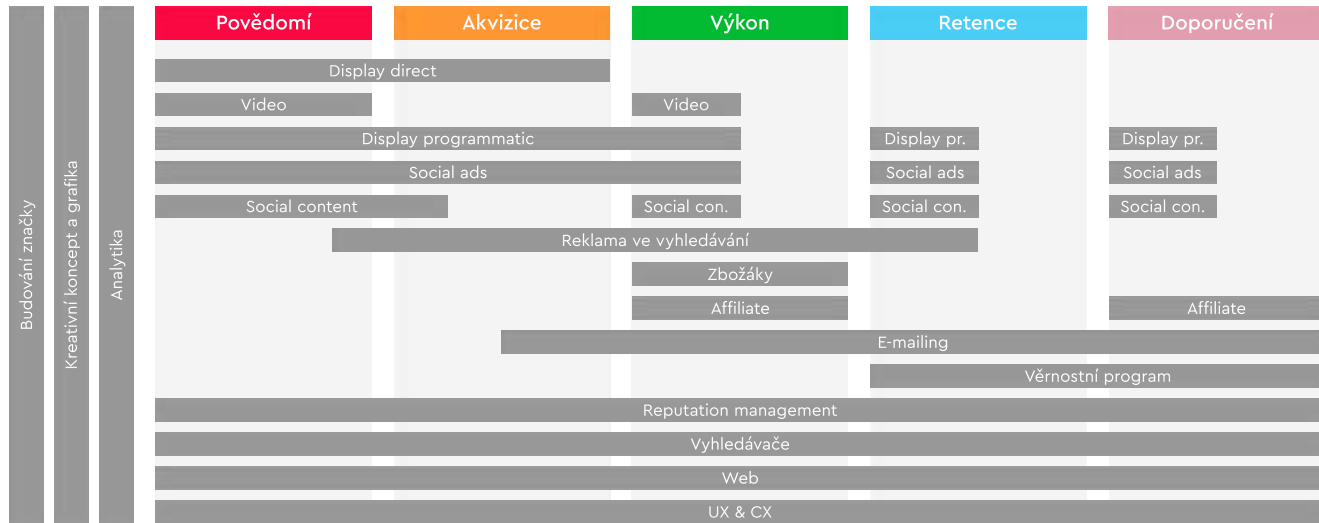 Povědomí
Akvizice
Výkon
Retence
Doporučení
Budování značky
Kreativní koncept a grafika
Analytika
Display direct
Video
Video
Display programmatic
Display pr.
Display pr.
Social ads
Social ads
Social ads
Social content
Social con.
Social con.
Social con.
Reklama ve vyhledávání
Zbožáky
Affiliate
Affiliate
E-mailing
Věrnostní program
Reputation management
Vyhledávače
Web
UX & CX